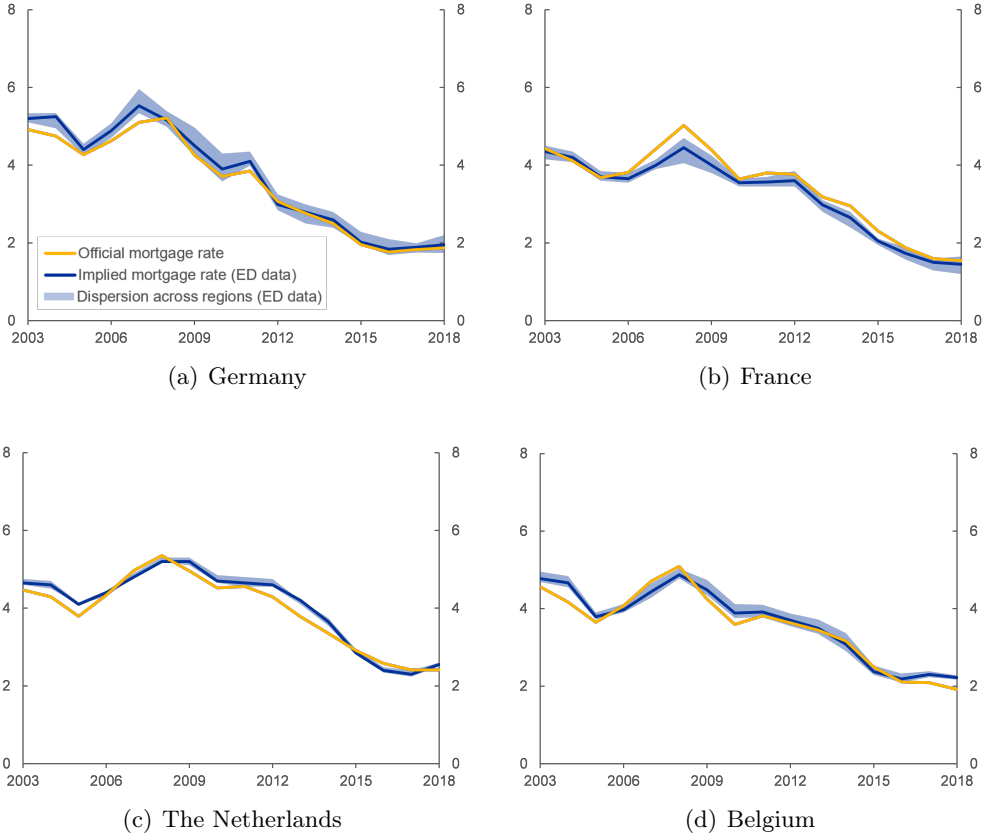 8 8 8 8
6 6 6 6
4 4 4 4
2 2 2 2
Official mortgage rate
Implied mortgage rate (ED data)
Dispersion across regions (ED data)
0 0 0 0
2003 2006 2009 2012 2015 2018 2003 2006 2009 2012 2015 2018
(a) Germany (b) France
8 8 8 8
6 6 6 6
4 4 4 4
2 2 2 2
0 0 0 0
2003 2006 2009 2012 2015 2018 2003 2006 2009 2012 2015 2018
(c) The Netherlands (d) Belgium